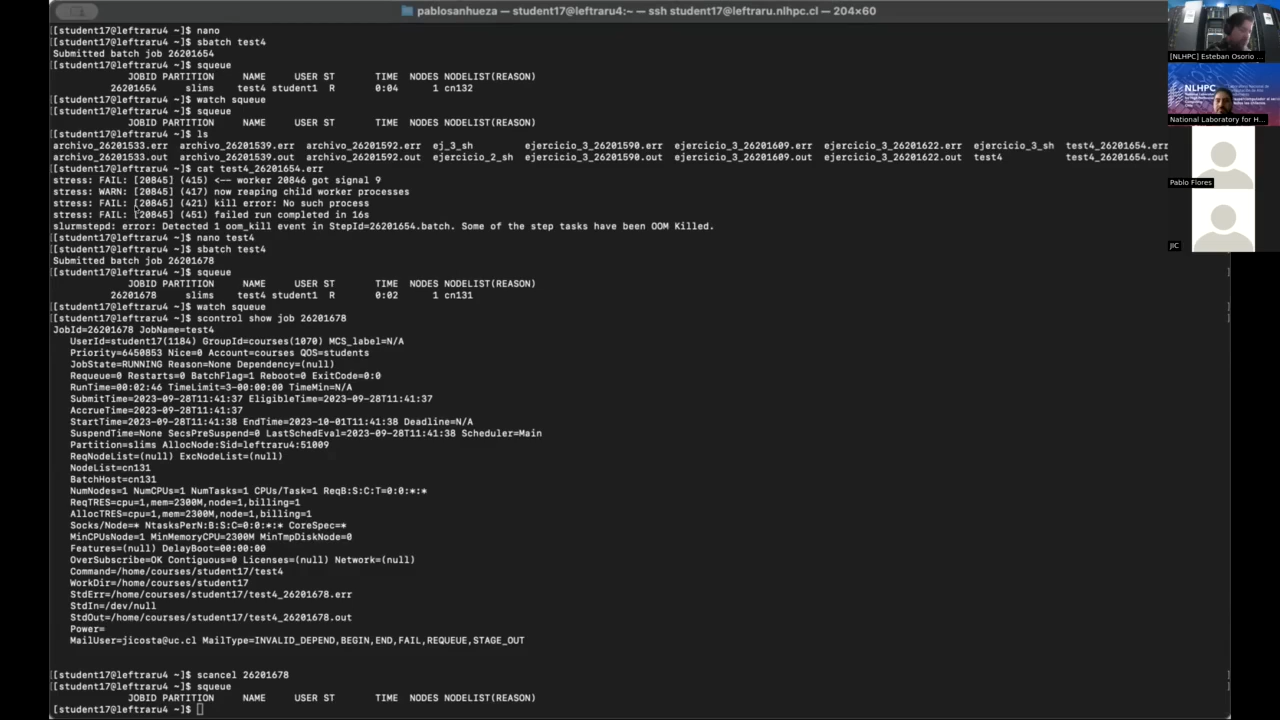 pablosanhueza — student17@leftraru4:~ — ssh student17@leftraru.nlhpc.cl — 204×60
[[student17@leftraru4 ~]$ nano
[[student17@leftraru4 ~]$ sbatch test4
Submitted batch job 26201654
[[student17@leftraru4 ~]$ squeue
JOBID PARTITION NAME USER ST TIME NODES NODELIST(REASON)
26201654 slims test4 student1 R 0:04 1 cn132
[[student17@leftraru4 ~]$ watch squeue
[[student17@leftraru4 ~]$ squeue
JOBID PARTITION NAME USER ST TIME NODES NODELIST(REASON)
[[student17@leftraru4 ~]$ ls
archivo_26201533.err archivo_26201539.err archivo_26201592.err ej_3_sh ejercicio_3_26201590.err ejercicio_3_26201609.err ejercicio_3_26201622.err ejercicio_3_sh test4_26201654.err
archivo_26201533.out archivo_26201539.out archivo_26201592.out ejercicio_2_sh ejercicio_3_26201590.out ejercicio_3_26201609.out ejercicio_3_26201622.out test4 test4_26201654.out
[[student17@leftraru4 ~]$ cat test4_26201654.err
stress: FAIL: [20845] (415) <-- worker 20846 got signal 9
stress: WARN: [20845] (417) now reaping child worker processes
stress: FAIL: [20845] (421) kill error: No such process
stress: FAIL: [20845] (451) failed run completed in 16s
slurmstepd: error: Detected 1 oom_kill event in StepId=26201654.batch. Some of the step tasks have been OOM Killed.
[[student17@leftraru4 ~]$ nano test4
[[student17@leftraru4 ~]$ sbatch test4
Submitted batch job 26201678
[[student17@leftraru4 ~]$ squeue
JOBID PARTITION NAME USER ST TIME NODES NODELIST(REASON)
26201678 slims test4 student1 R 0:02 1 cn131
[[student17@leftraru4 ~]$ watch squeue
[[student17@leftraru4 ~]$ scontrol show job 26201678
JobId=26201678 JobName=test4
UserId=student17(1184) GroupId=courses(1070) MCS_label=N/A
Priority=6450853 Nice=0 Account=courses QOS=students
JobState=RUNNING Reason=None Dependency=(null)
Requeue=0 Restarts=0 BatchFlag=1 Reboot=0 ExitCode=0:0
RunTime=00:02:46 TimeLimit=3-00:00:00 TimeMin=N/A
SubmitTime=2023-09-28T11:41:37 EligibleTime=2023-09-28T11:41:37
AccrueTime=2023-09-28T11:41:37
StartTime=2023-09-28T11:41:38 EndTime=2023-10-01T11:41:38 Deadline=N/A
SuspendTime=None SecsPreSuspend=0 LastSchedEval=2023-09-28T11:41:38 Scheduler=Main
Partition=slims AllocNode:Sid=leftraru4:51009
ReqNodeList=(null) ExcNodeList=(null)
NodeList=cn131
BatchHost=cn131
NumNodes=1 NumCPUs=1 NumTasks=1 CPUs/Task=1 ReqB:S:C:T=0:0:*:*
ReqTRES=cpu=1,mem=2300M,node=1,billing=1
AllocTRES=cpu=1,mem=2300M,node=1,billing=1
Socks/Node=* NtasksPerN:B:S:C=0:0:*:* CoreSpec=*
MinCPUsNode=1 MinMemoryCPU=2300M MinTmpDiskNode=0
Features=(null) DelayBoot=00:00:00
OverSubscribe=OK Contiguous=0 Licenses=(null) Network=(null)
Command=/home/courses/student17/test4
WorkDir=/home/courses/student17
StdErr=/home/courses/student17/test4_26201678.err
StdIn=/dev/null
StdOut=/home/courses/student17/test4_26201678.out
Power=
MailUser=jicosta@uc.cl MailType=INVALID_DEPEND,BEGIN,END,FAIL,REQUEUE,STAGE_OUT
[[student17@leftraru4 ~]$ scancel 26201678
[[student17@leftraru4 ~]$ squeue
JOBID PARTITION NAME USER ST TIME NODES NODELIST(REASON)
[student17@leftraru4 ~]$
[NLHPC] Esteban Osorio ...
NLHPC
National Laboratory for H...
Pablo Flores
JIC